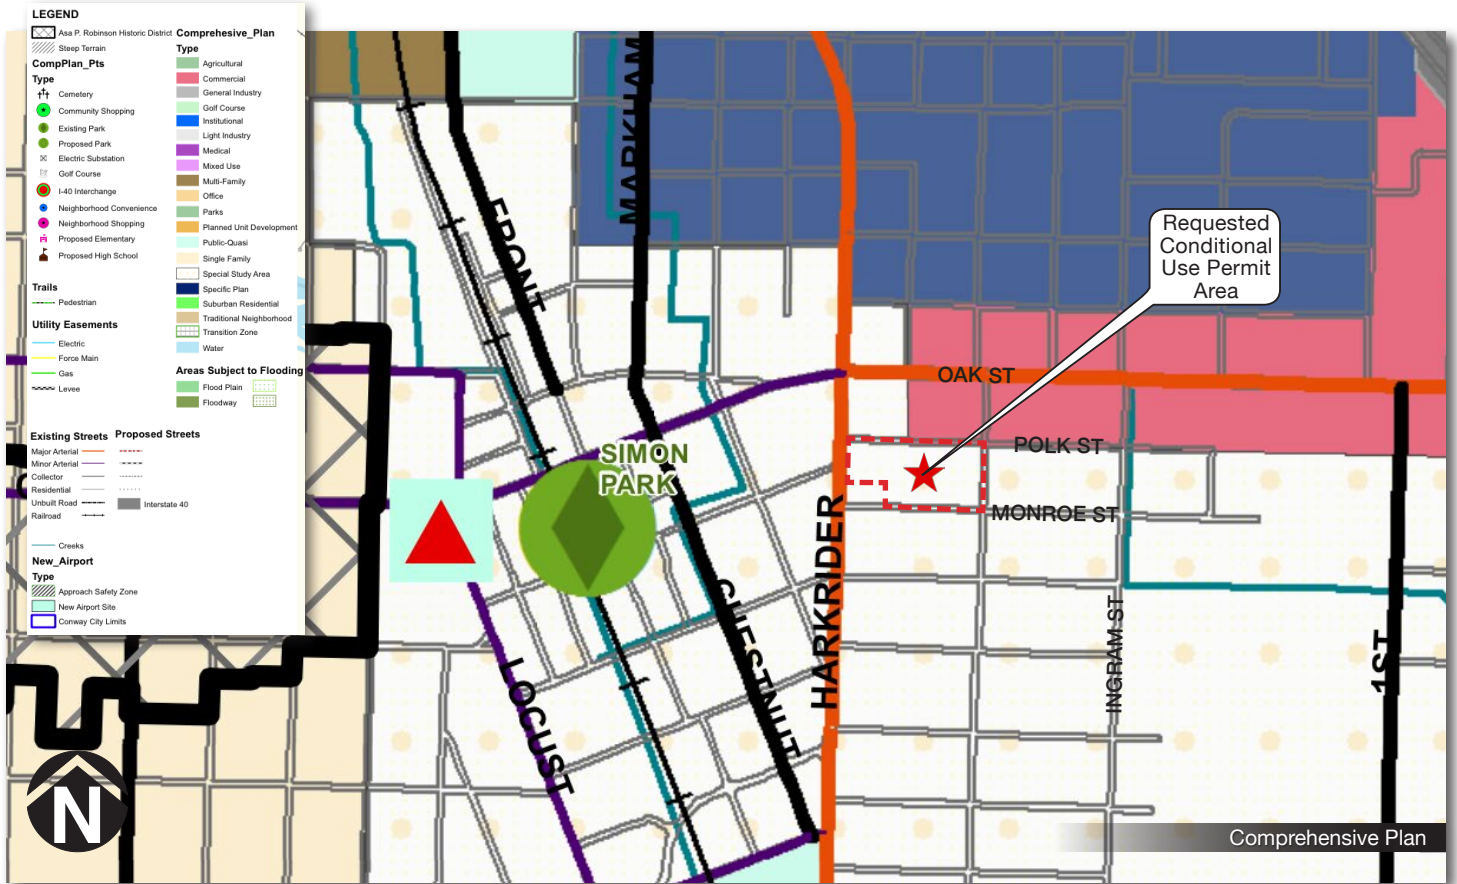 LEGEND
Asa P. Robinson Historic District
Steep Terrain
CompPlan_Pts
Type
Cemetery
Community Shopping
Existing Park
Proposed Park
Electric Substation
Golf Course
I-40 Interchange
Neighborhood Convenience
Neighborhood Shopping
Proposed Elementary
Proposed High School
Trails
Pedestrian
Utility Easements
Electric
Force Main
Gas
Levee
Existing Streets
Major Arterial
Minor Arterial
Collector
Residential
Unbuilt Road
Railroad
Proposed Streets
Interstate 40
Creeks
New_Airport
Type
Approach Safety Zone
New Airport Site
Conway City Limits
Comprehesive_Plan
Type
Agricultural
Commercial
General Industry
Golf Course
Institutional
Light Industry
Medical
Mixed Use
Multi-Family
Office
Parks
Planned Unit Development
Public-Quasi
Single Family
Special Study Area
Specific Plan
Suburban Residential
Traditional Neighborhood
Transition Zone
Water
Areas Subject to Flooding
Flood Plain
Floodway
MARKHAM
FRONT
Requested
Conditional
Use Permit
Area
OAK ST
POLK ST
MONROE ST
SIMON
PARK
HARKRIDER
CHESTNUT
LOCUST
INGRAM ST
1ST
N
Comprehensive Plan